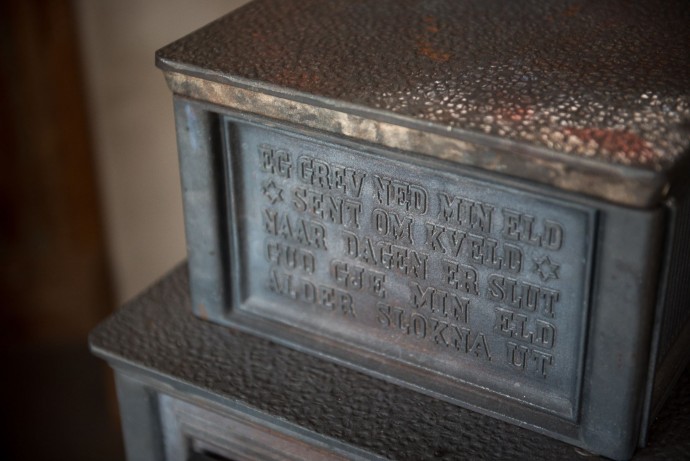 EG GREV NED MIN ELD
☆ SENT OM KVELD ☆
NAAR DAGEN ER SLUT
GUD GJE MIN ELD
ALDER SLOKNA UT